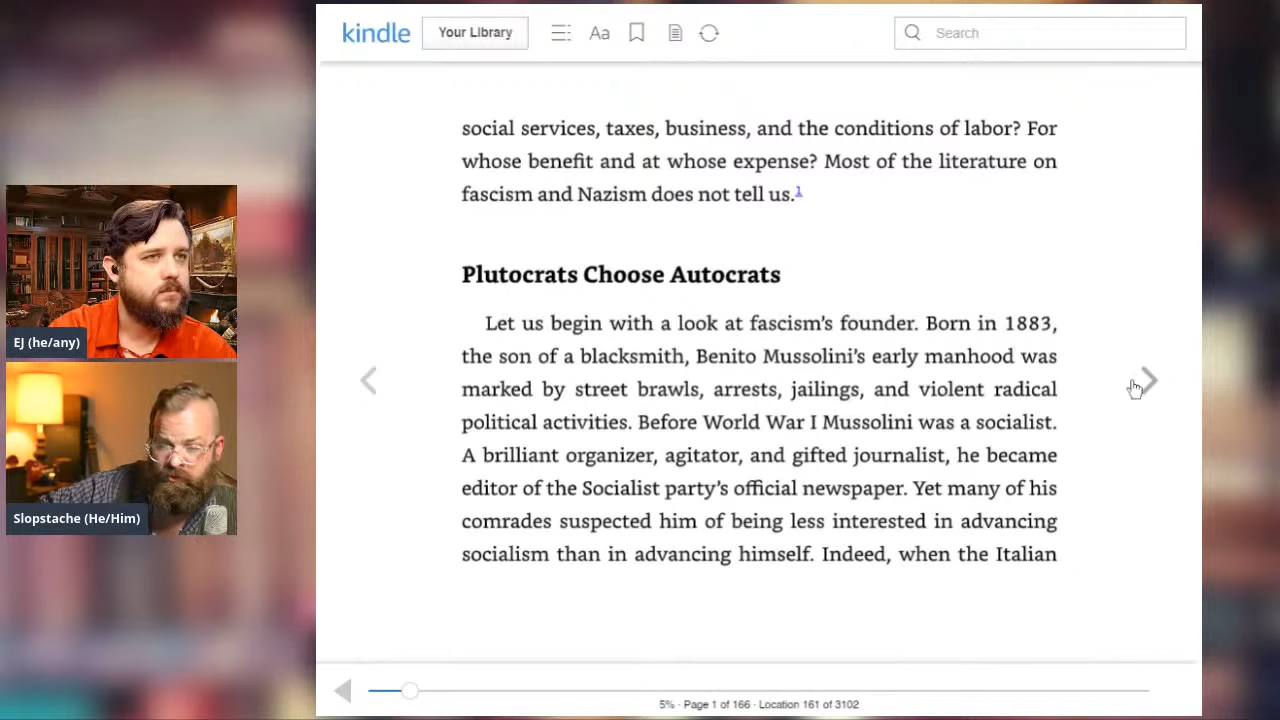 kindle
Your Library
Aa
Search
social services, taxes, business, and the conditions of labor? For
whose benefit and at whose expense? Most of the literature on
fascism and Nazism does not tell us.1
Plutocrats Choose Autocrats
Let us begin with a look at fascism’s founder. Born in 1883,
the son of a blacksmith, Benito Mussolini’s early manhood was
marked by street brawls, arrests, jailings, and violent radical
political activities. Before World War I Mussolini was a socialist.
A brilliant organizer, agitator, and gifted journalist, he became
editor of the Socialist party’s official newspaper. Yet many of his
comrades suspected him of being less interested in advancing
socialism than in advancing himself. Indeed, when the Italian
EJ (he/any)
Slopstache (He/Him)
5% · Page 1 of 166 · Location 161 of 3102